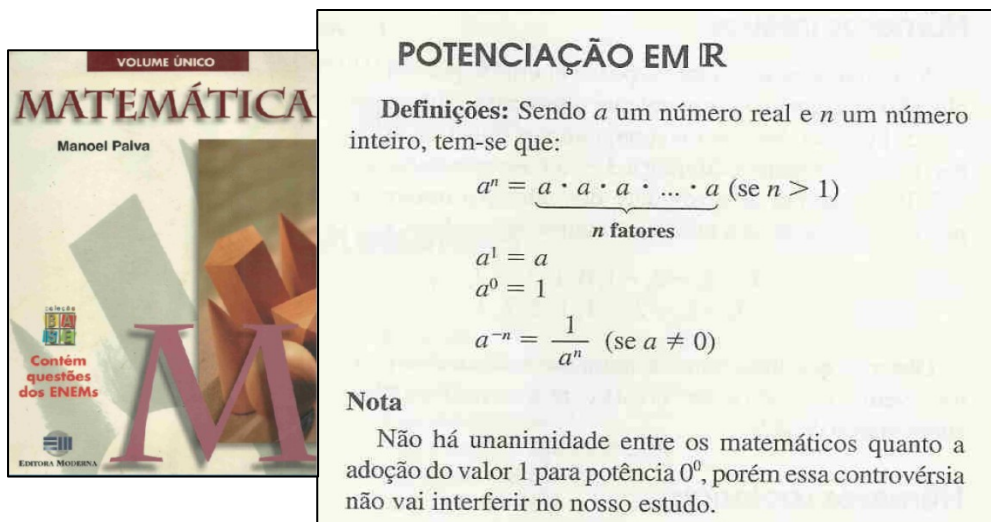 VOLUME ÚNICO
MATEMÁTICA
Manoel Paiva
coleção
BASE
Contém
questões
dos ENEMs
EDITORA MODERNA
POTENCIAÇÃO EM ℝ
Definições: Sendo a um número real e n um número
inteiro, tem-se que:
aⁿ = a · a · a · ... · a (se n > 1)
n fatores
a¹ = a
a⁰ = 1
a⁻ⁿ = 1/aⁿ (se a ≠ 0)
Nota
Não há unanimidade entre os matemáticos quanto a
adoção do valor 1 para potência 0⁰, porém essa controvérsia
não vai interferir no nosso estudo.